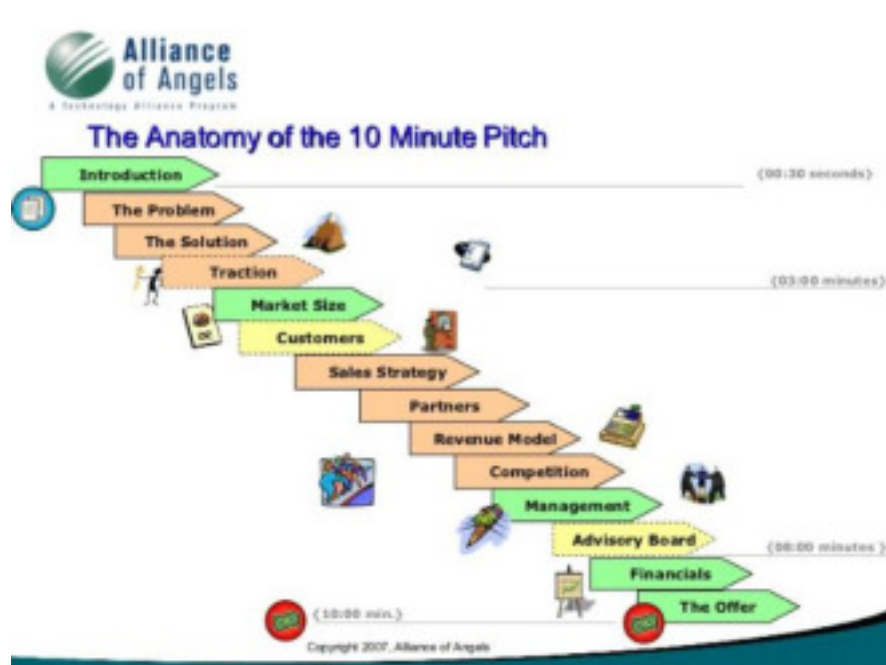 Alliance
of Angels
A Technology Alliance Program
The Anatomy of the 10 Minute Pitch
Introduction
(00:30 seconds)
The Problem
The Solution
Traction
(03:00 minutes)
Market Size
Customers
Sales Strategy
Partners
Revenue Model
Competition
Management
Advisory Board
(08:00 minutes )
Financials
The Offer
(10:00 min.)
Copyright 2007, Alliance of Angels